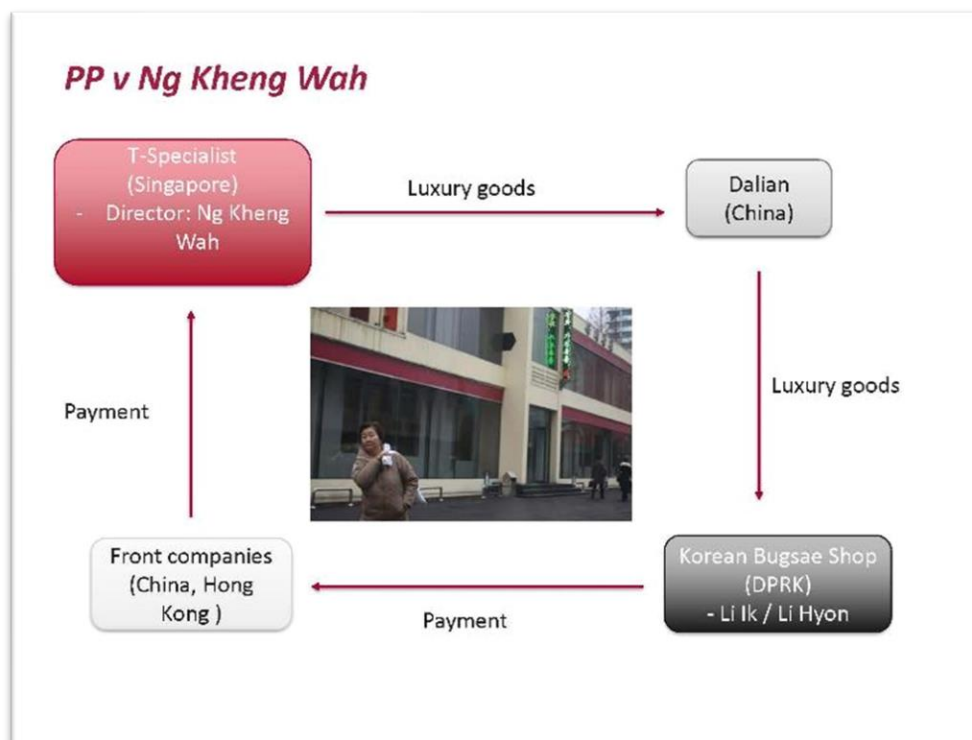 PP v Ng Kheng Wah
T-Specialist
(Singapore)
- Director: Ng Kheng
Wah
Luxury goods
Dalian
(China)
Luxury goods
Payment
Front companies
(China, Hong
Kong )
Payment
Korean Bugsae Shop
(DPRK)
- Li Ik / Li Hyon